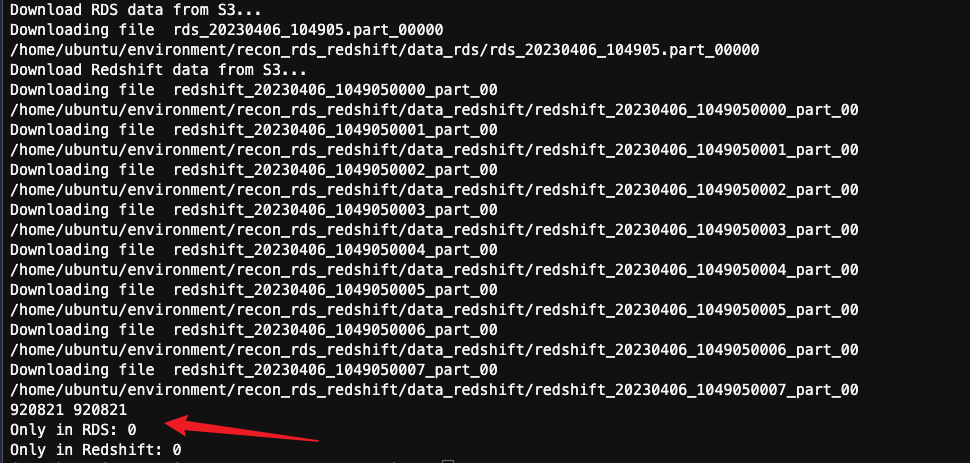 Download RDS data from S3...
Downloading file  rds_20230406_104905.part_00000
/home/ubuntu/environment/recon_rds_redshift/data_rds/rds_20230406_104905.part_00000
Download Redshift data from S3...
Downloading file  redshift_20230406_1049050000_part_00
/home/ubuntu/environment/recon_rds_redshift/data_redshift/redshift_20230406_1049050000_part_00
Downloading file  redshift_20230406_1049050001_part_00
/home/ubuntu/environment/recon_rds_redshift/data_redshift/redshift_20230406_1049050001_part_00
Downloading file  redshift_20230406_1049050002_part_00
/home/ubuntu/environment/recon_rds_redshift/data_redshift/redshift_20230406_1049050002_part_00
Downloading file  redshift_20230406_1049050003_part_00
/home/ubuntu/environment/recon_rds_redshift/data_redshift/redshift_20230406_1049050003_part_00
Downloading file  redshift_20230406_1049050004_part_00
/home/ubuntu/environment/recon_rds_redshift/data_redshift/redshift_20230406_1049050004_part_00
Downloading file  redshift_20230406_1049050005_part_00
/home/ubuntu/environment/recon_rds_redshift/data_redshift/redshift_20230406_1049050005_part_00
Downloading file  redshift_20230406_1049050006_part_00
/home/ubuntu/environment/recon_rds_redshift/data_redshift/redshift_20230406_1049050006_part_00
Downloading file  redshift_20230406_1049050007_part_00
/home/ubuntu/environment/recon_rds_redshift/data_redshift/redshift_20230406_1049050007_part_00
920821 920821
Only in RDS: 0
Only in Redshift: 0